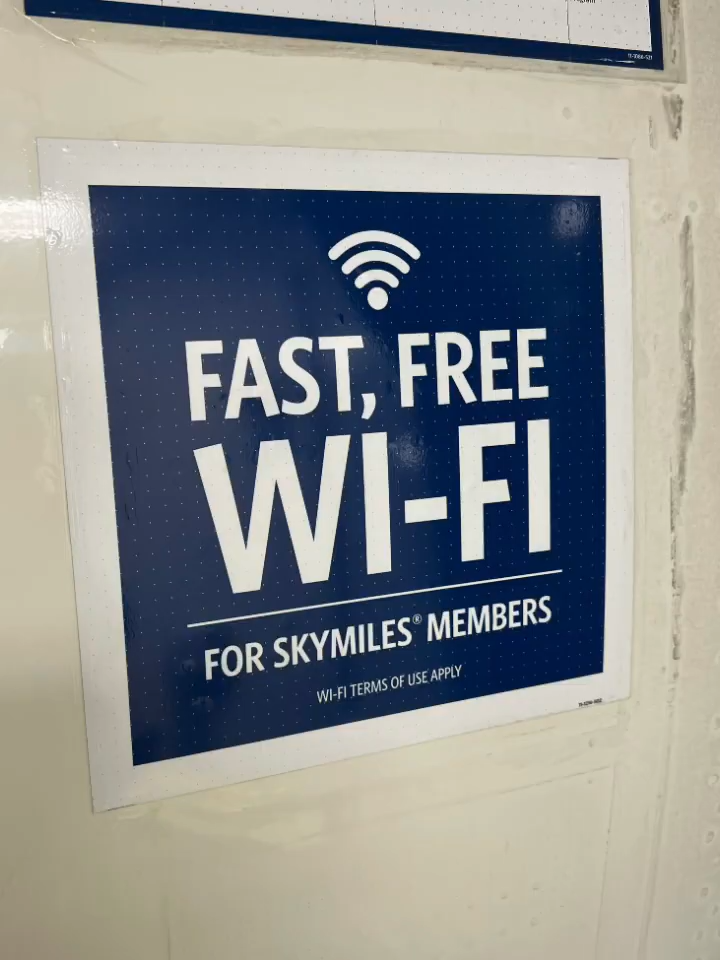 FAST, FREE
WI-FI
FOR SKYMILES® MEMBERS
WI-FI TERMS OF USE APPLY